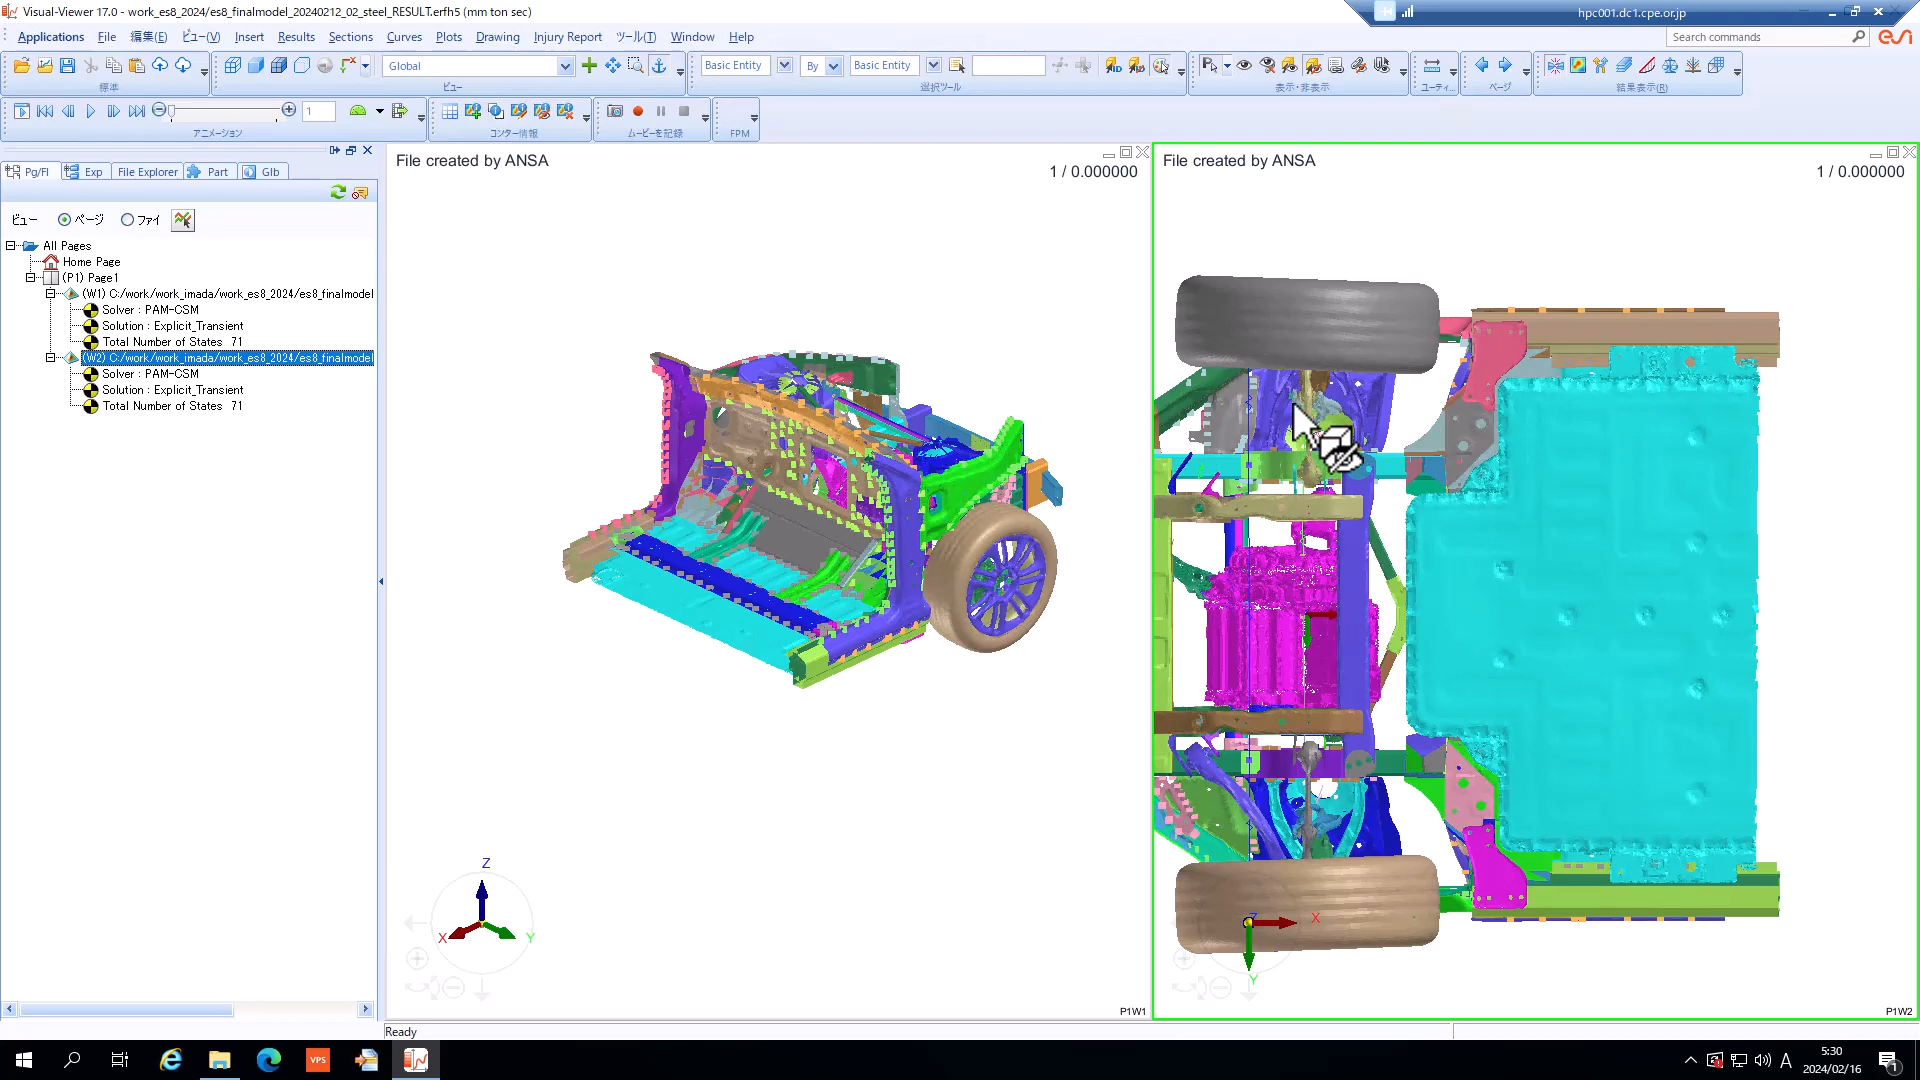 Visual-Viewer 17.0 - work_es8_2024/es8_finalmodel_20240212_02_steel_RESULT.erfh5 (mm ton sec)
hpc001.dc1.cpe.or.jp
Applications File 編集(E) ビュー(V) Insert Results Sections Curves Plots Drawing Injury Report ツール(T) Window Help
Search commands
esi
Global
Basic Entity By Basic Entity
標準 ビュー 選択ツール 表示・非表示 ユーティ... ページ 結果表示(R)
1
アニメーション コンター情報 ムービーを記録 FPM
Pg/Fl Exp File Explorer Part Glb
ビュー ページ ファイ
All Pages
Home Page
(P1) Page1
(W1) C:/work/work_imada/work_es8_2024/es8_finalmodel
Solver : PAM-CSM
Solution : Explicit_Transient
Total Number of States 71
(W2) C:/work/work_imada/work_es8_2024/es8_finalmodel
Solver : PAM-CSM
Solution : Explicit_Transient
Total Number of States 71
File created by ANSA
1 / 0.000000
Z
X
Y
P1W1
File created by ANSA
1 / 0.000000
Z
X
Y
P1W2
Ready
VPS
A
5:30
2024/02/16
1